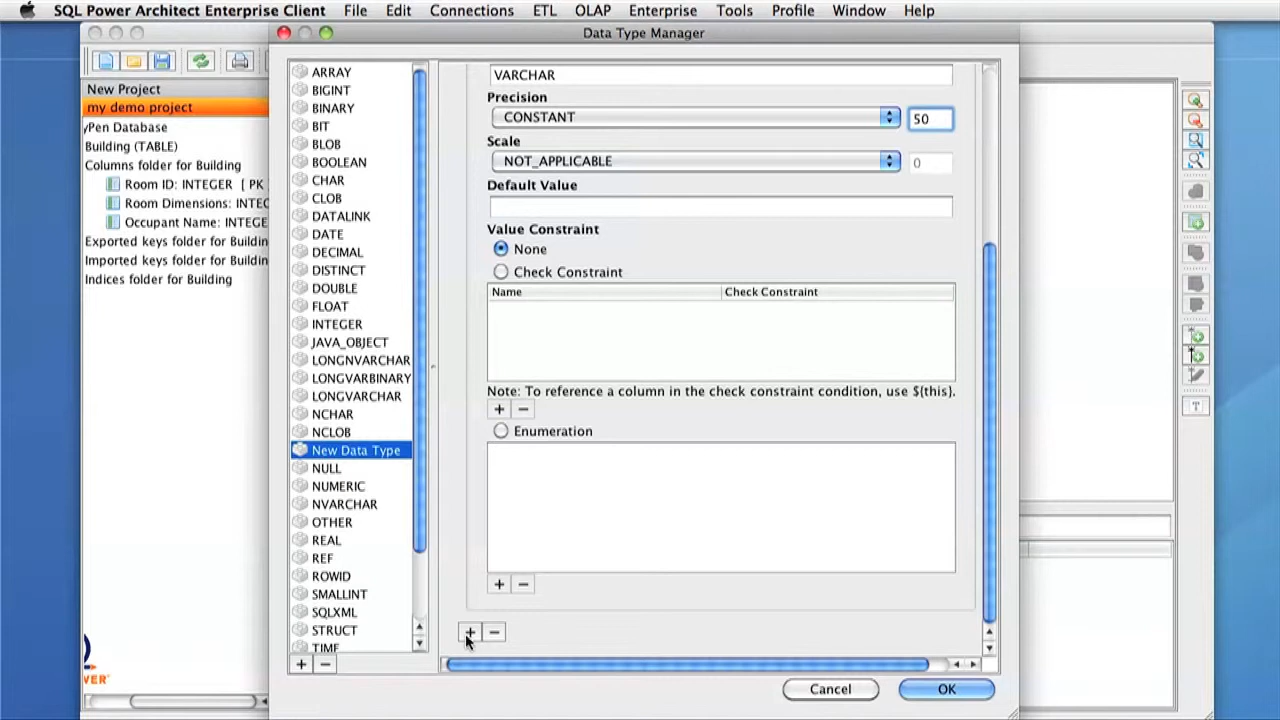 SQL Power Architect Enterprise Client File Edit Connections ETL OLAP Enterprise Tools Profile Window Help
Data Type Manager
New Project
my demo project
yPen Database
Building (TABLE)
Columns folder for Building
Room ID: INTEGER [ PK
Room Dimensions: INTEC
Occupant Name: INTEGE
Exported keys folder for Buildin
Imported keys folder for Buildin
Indices folder for Building
WER'
ARRAY
BIGINT
BINARY
BIT
BLOB
BOOLEAN
CHAR
CLOB
DATALINK
DATE
DECIMAL
DISTINCT
DOUBLE
FLOAT
INTEGER
JAVA_OBJECT
LONGNVARCHAR
LONGVARBINARY
LONGVARCHAR
NCHAR
NCLOB
New Data Type
NULL
NUMERIC
NVARCHAR
OTHER
REAL
REF
ROWID
SMALLINT
SQLXML
STRUCT
TIME
+ −
VARCHAR
Precision
CONSTANT 50
Scale
NOT_APPLICABLE 0
Default Value
Value Constraint
None
Check Constraint
Name Check Constraint
Note: To reference a column in the check constraint condition, use $(this).
+ −
Enumeration
+ −
+ −
Cancel OK
T